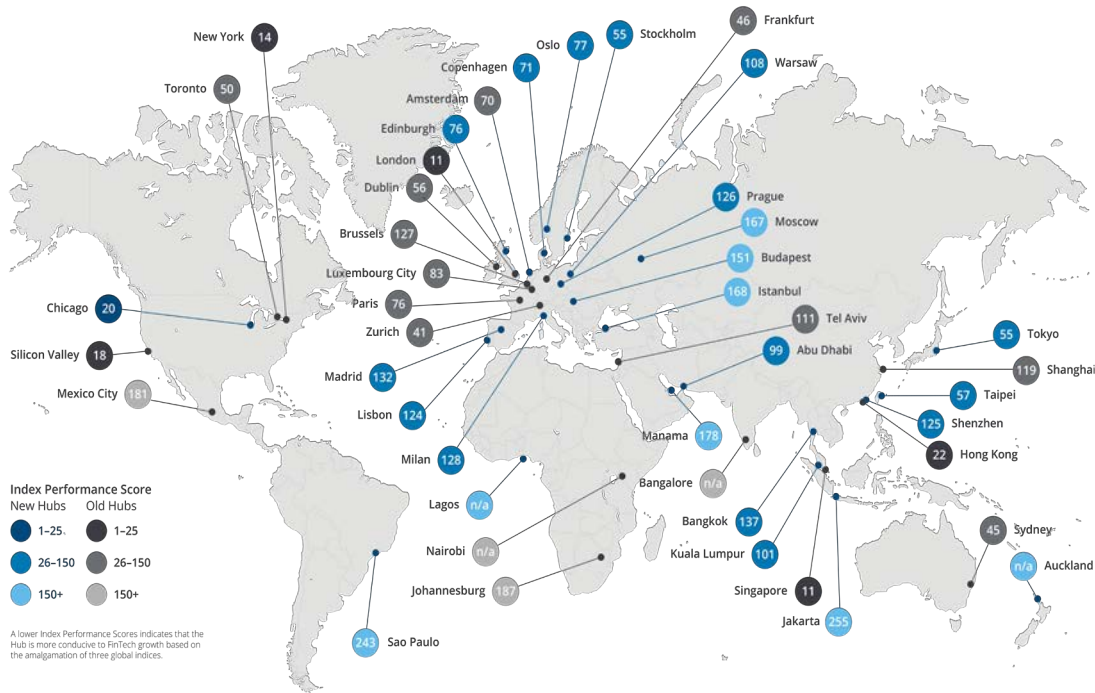 New York 14
Toronto 50
Copenhagen 71
Oslo 77
55 Stockholm
46 Frankfurt
108 Warsaw
Amsterdam 70
Edinburgh 76
London 11
Dublin 56
Brussels 127
Luxembourg City 83
Paris 76
Zurich 41
126 Prague
167 Moscow
151 Budapest
168 Istanbul
111 Tel Aviv
99 Abu Dhabi
Chicago 20
Silicon Valley 18
Mexico City 181
Madrid 132
Lisbon 124
Milan 128
55 Tokyo
119 Shanghai
57 Taipei
125 Shenzhen
22 Hong Kong
Manama 178
Bangalore n/a
Lagos n/a
Nairobi n/a
Johannesburg 187
Bangkok 137
Kuala Lumpur 101
Singapore 11
Jakarta 255
45 Sydney
n/a Auckland
243 Sao Paulo
Index Performance Score
New Hubs Old Hubs
1–25. 1–25
26–150 26–150
150+ 150+
A lower Index Performance Scores indicates that the
Hub is more conducive to FinTech growth based on
the amalgamation of three global indices.